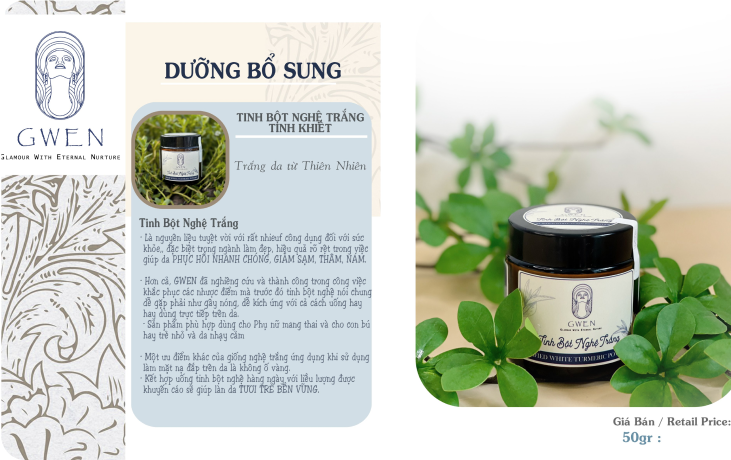 GWEN
GLAMOUR WITH ETERNAL NURTURE
DƯỠNG BỔ SUNG
TINH BỘT NGHỆ TRẮNG
TINH KHIẾT
Trắng da từ Thiên Nhiên
Tinh Bột Nghệ Trắng
- Là nguyên liệu tuyệt vời với rất nhieuf công dụng đối với sức
khỏe,, đặc biệt trong ngành làm đẹp, hiệu quả rõ rệt trong việc
giúp da PHỤC HỒI NHANH CHÓNG, GIẢM SẠM, THÂM, NÁM.
- Hơn cả, GWEN đã nghiêng cứu và thành công trong công việc
khắc phục các nhược điểm mà trước đó tinh bột nghệ nói chung
dễ gặp phải như gây nóng, dễ kích ứng với cả cách uống hay
hay dùng trực tiếp trên da.
- Sản phẩm phù hợp dùng cho Phụ nữ mang thai và cho con bú
hay trẻ nhỏ và da nhạy cảm
- Một ưu điểm khác của giống nghệ trắng ứng dụng khi sử dụng
làm mặt nạ đắp trên da là không ố vàng.
- Kết hợp uống tinh bột nghệ hàng ngày với liều lượng được
khuyến cáo sẽ giúp làn da TƯƠI TRẺ BỀN VỮNG.
Tinh Bột Nghệ Trắng
GWEN
GLAMOUR WITH ETERNAL NURTURE
Tinh Bột Nghệ Trắng
WHITE TURMERIC
Giá Bán / Retail Price:
50gr :